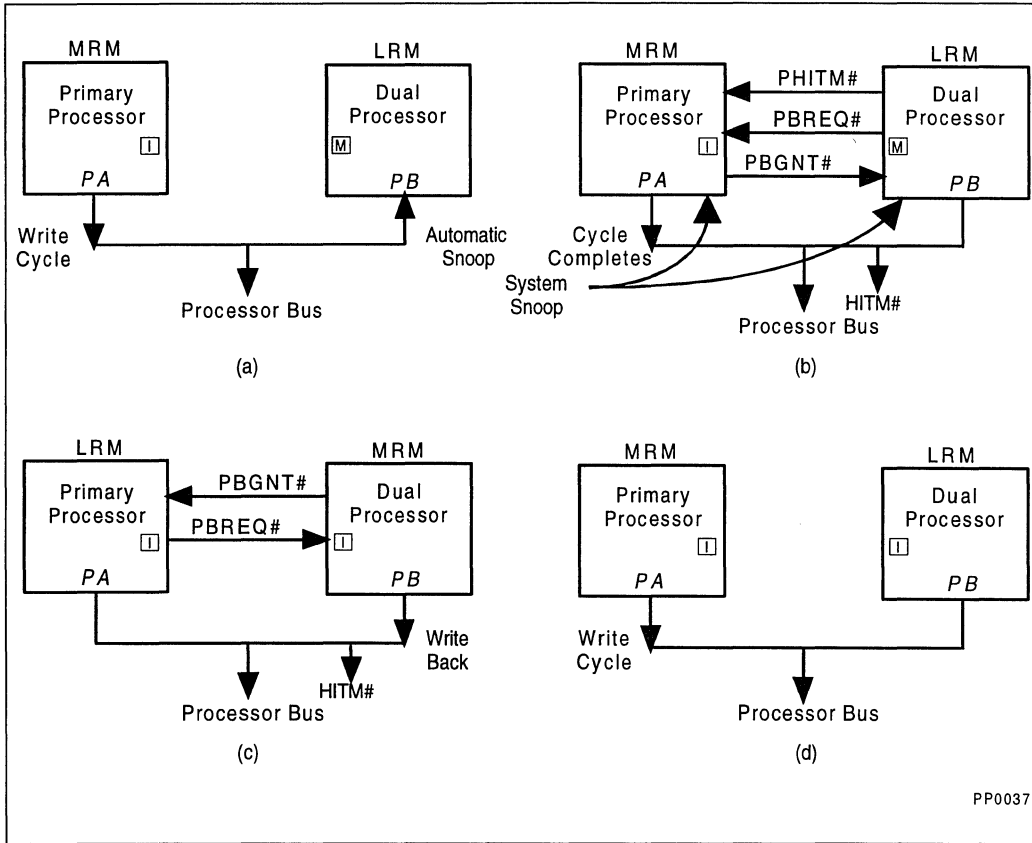 MRM
LRM
Primary
Processor
I
PA
Dual
Processor
M
PB
Write
Cycle
Automatic
Snoop
Processor Bus
(a)
MRM
LRM
Primary
Processor
I
PA
PHITM#
PBREQ#
PBGNT#
Dual
Processor
M
PB
Cycle
Completes
System
Snoop
HITM#
Processor Bus
(b)
LRM
MRM
Primary
Processor
I
PA
PBGNT#
PBREQ#
Dual
Processor
I
PB
Write
Back
HITM#
Processor Bus
(c)
MRM
LRM
Primary
Processor
I
PA
Dual
Processor
I
PB
Write
Cycle
Processor Bus
(d)
PP0037